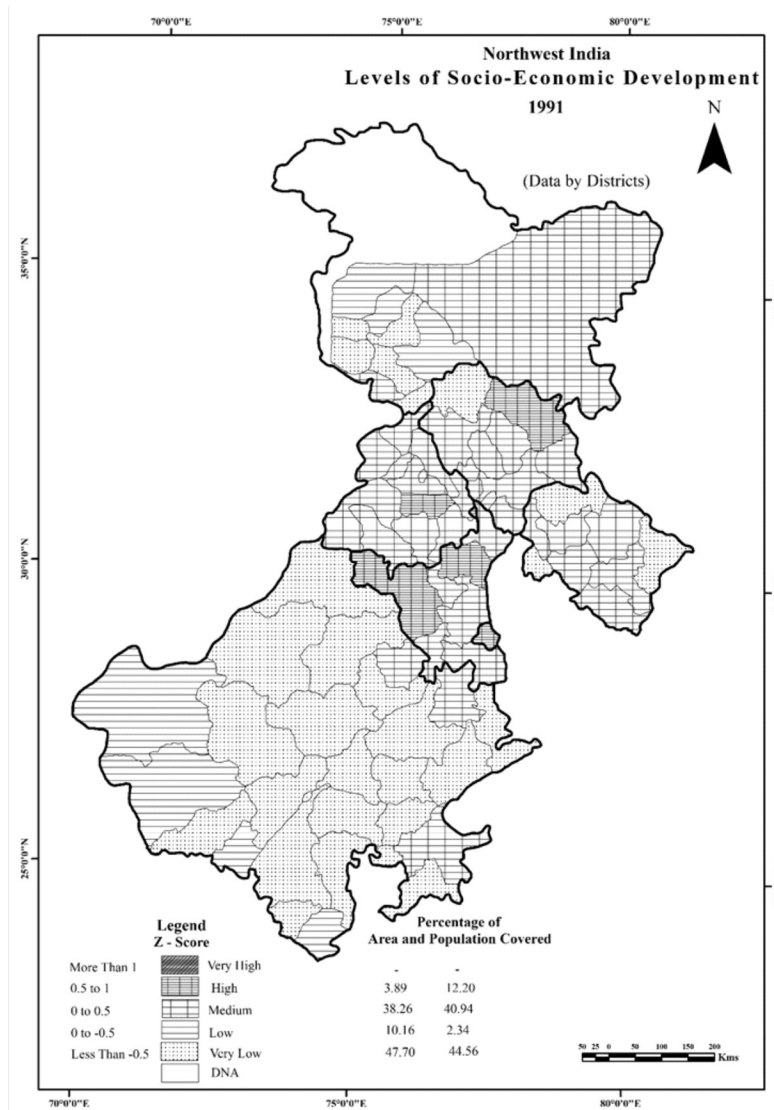 70°0'0"E 75°0'0"E 80°0'0"E
Northwest India
Levels of Socio-Economic Development
1991
N
(Data by Districts)
35°0'0"N
30°0'0"N
25°0'0"N
Legend
Z - Score
Percentage of
Area and Population Covered
More Than 1 Very High - -
0.5 to 1 High 3.89 12.20
0 to 0.5 Medium 38.26 40.94
0 to -0.5 Low 10.16 2.34
Less Than -0.5 Very Low 47.70 44.56
DNA
50 25 0 50 100 150 200
Kms
70°0'0"E 75°0'0"E 80°0'0"E